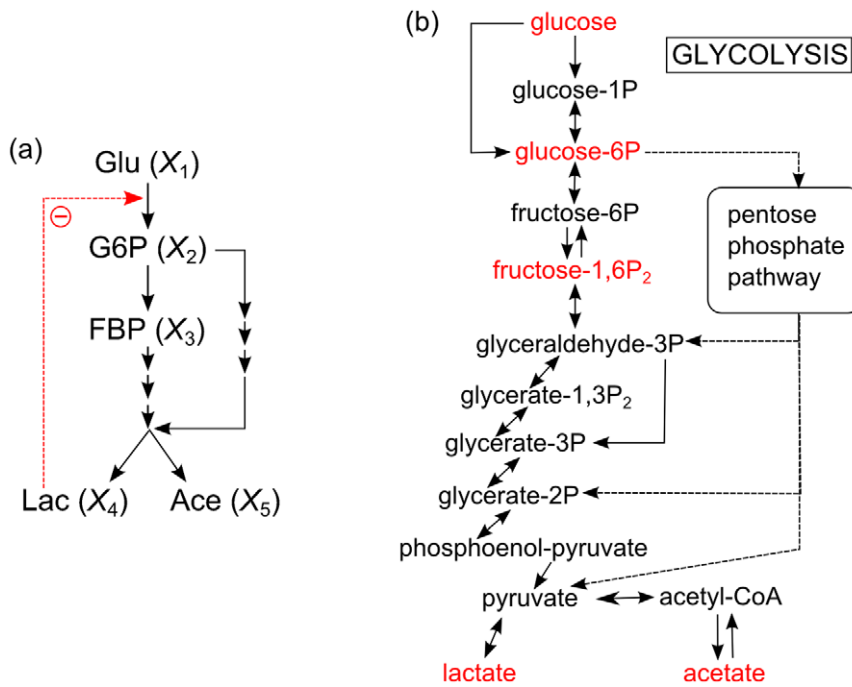 (a)
Glu (X₁)
⊖
G6P (X₂)
FBP (X₃)
Lac (X₄)
Ace (X₅)
(b)
GLYCOLYSIS
glucose
glucose-1P
glucose-6P
fructose-6P
fructose-1,6P₂
pentose
phosphate
pathway
glyceraldehyde-3P
glycerate-1,3P₂
glycerate-3P
glycerate-2P
phosphoenol-pyruvate
pyruvate
acetyl-CoA
lactate
acetate